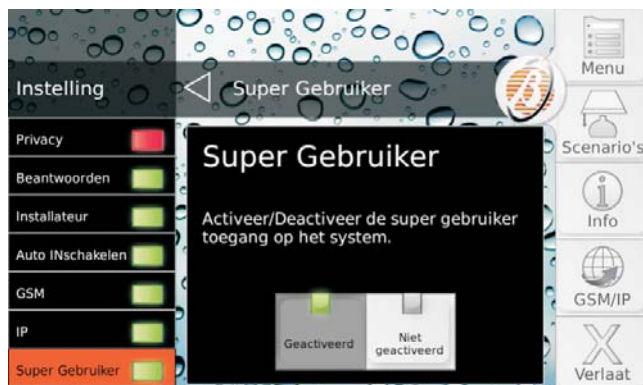 Instelling
Super Gebruiker
Privacy
Beantwoorden
Installateur
Auto INschakelen
GSM
IP
Super Gebruiker
Super Gebruiker
Activeer/Deactiveer de super gebruiker
toegang op het system.
Geactiveerd
Niet
geactiveerd
Menu
Scenario's
Info
GSM/IP
Verlaat